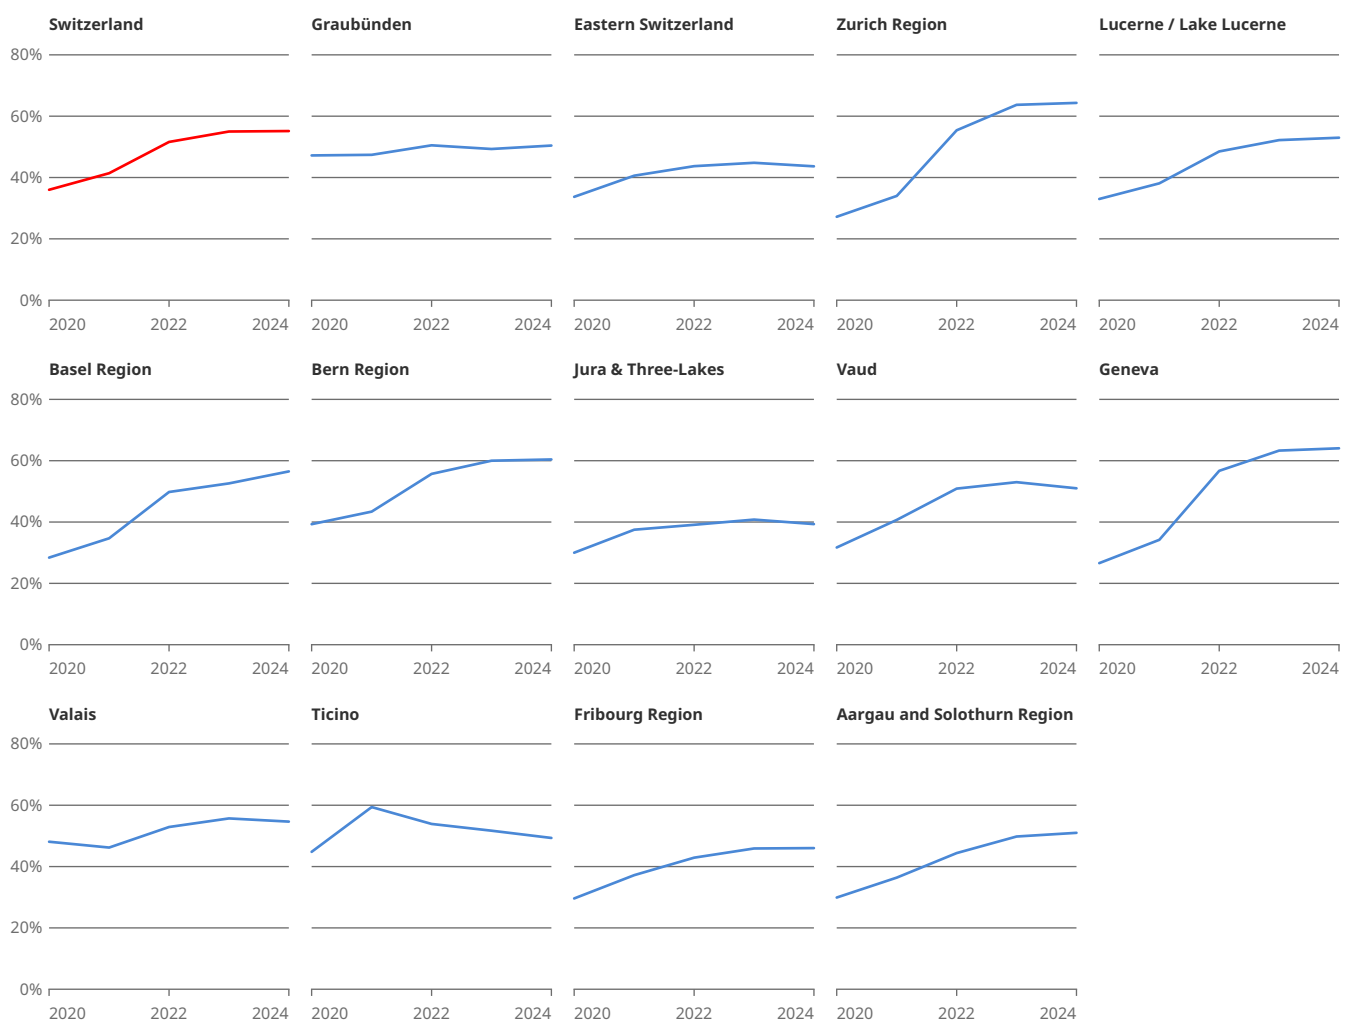 Switzerland Graubünden Eastern Switzerland Zurich Region Lucerne / Lake Lucerne
80%
60%
40%
20%
0%
2020 2022 2024 2020 2022 2024 2020 2022 2024 2020 2022 2024 2020 2022 2024
Basel Region Bern Region Jura & Three-Lakes Vaud Geneva
80%
60%
40%
20%
0%
2020 2022 2024 2020 2022 2024 2020 2022 2024 2020 2022 2024 2020 2022 2024
Valais Ticino Fribourg Region Aargau and Solothurn Region
80%
60%
40%
20%
0%
2020 2022 2024 2020 2022 2024 2020 2022 2024 2020 2022 2024